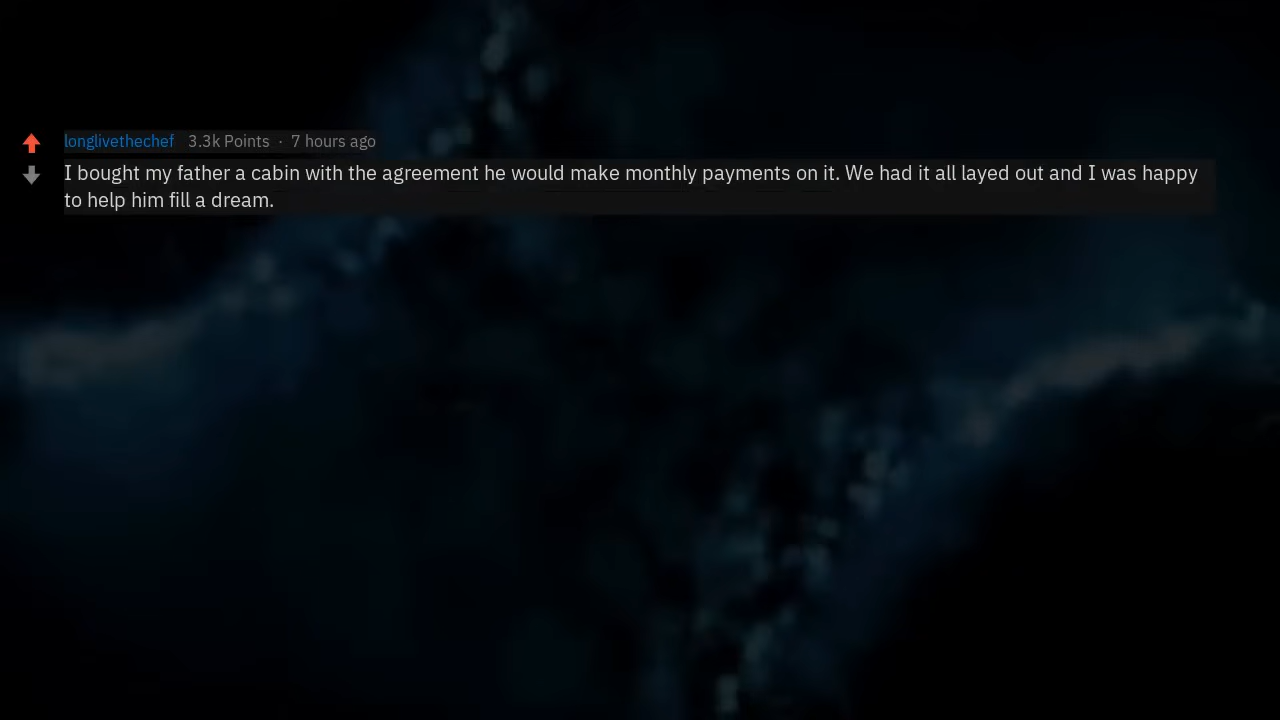 longlivethechef 3.3k Points · 7 hours ago
I bought my father a cabin with the agreement he would make monthly payments on it. We had it all layed out and I was happy
to help him fill a dream.